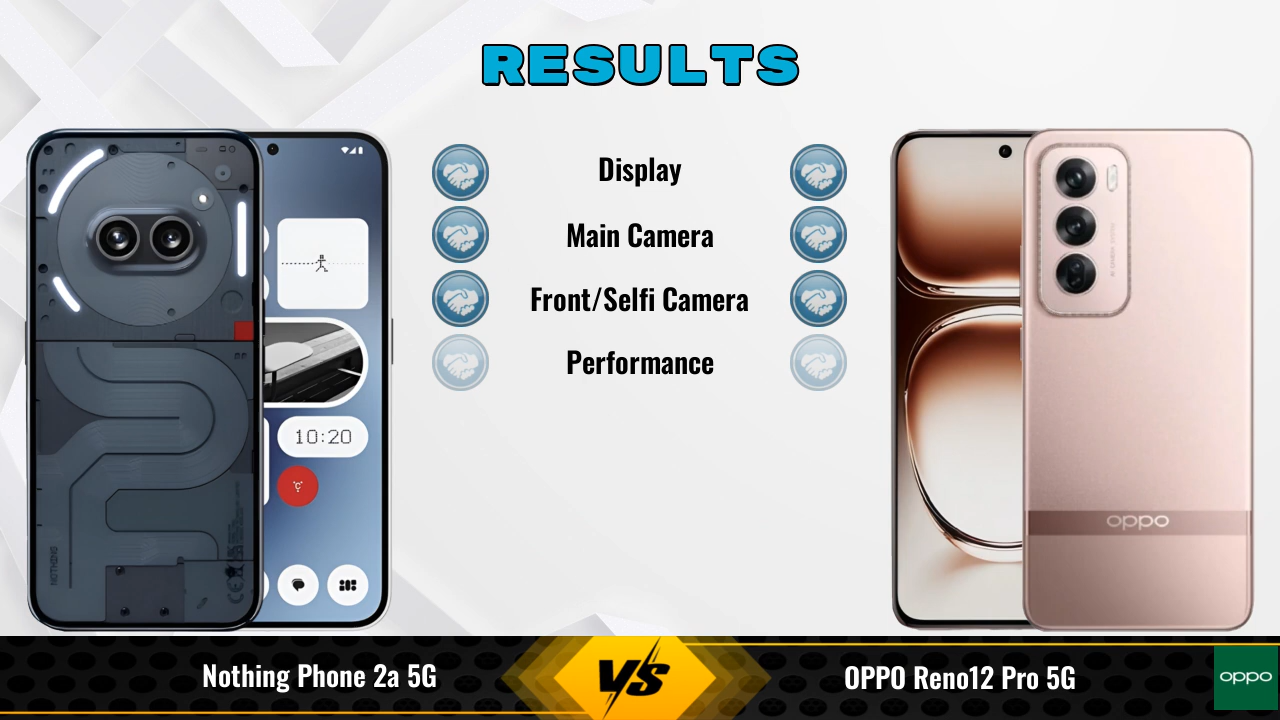 RESULTS
Display
Main Camera
Front/Selfi Camera
Performance
10:20
NOTHING
oppo
Nothing Phone 2a 5G
VS
OPPO Reno12 Pro 5G
oppo